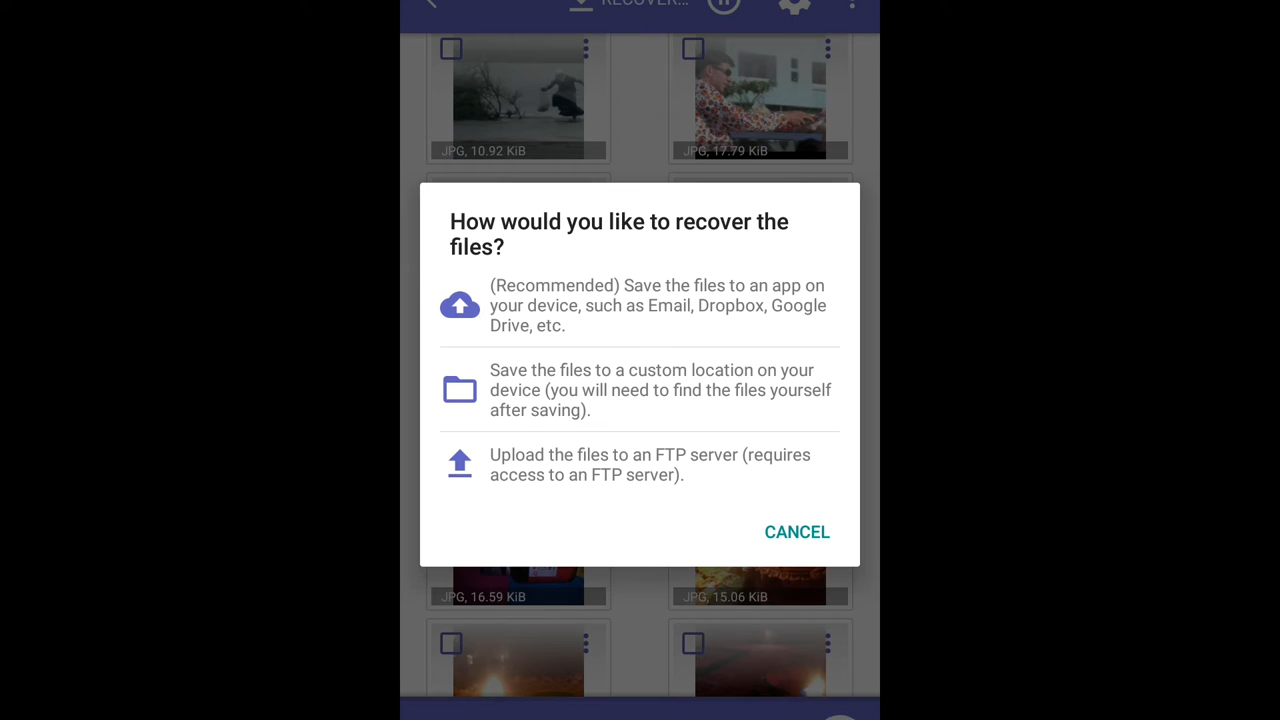 RECOVER...
JPG, 10.92 KiB
JPG, 17.79 KiB
How would you like to recover the
files?
(Recommended) Save the files to an app on
your device, such as Email, Dropbox, Google
Drive, etc.
Save the files to a custom location on your
device (you will need to find the files yourself
after saving).
Upload the files to an FTP server (requires
access to an FTP server).
CANCEL
JPG, 16.59 KiB
JPG, 15.06 KiB